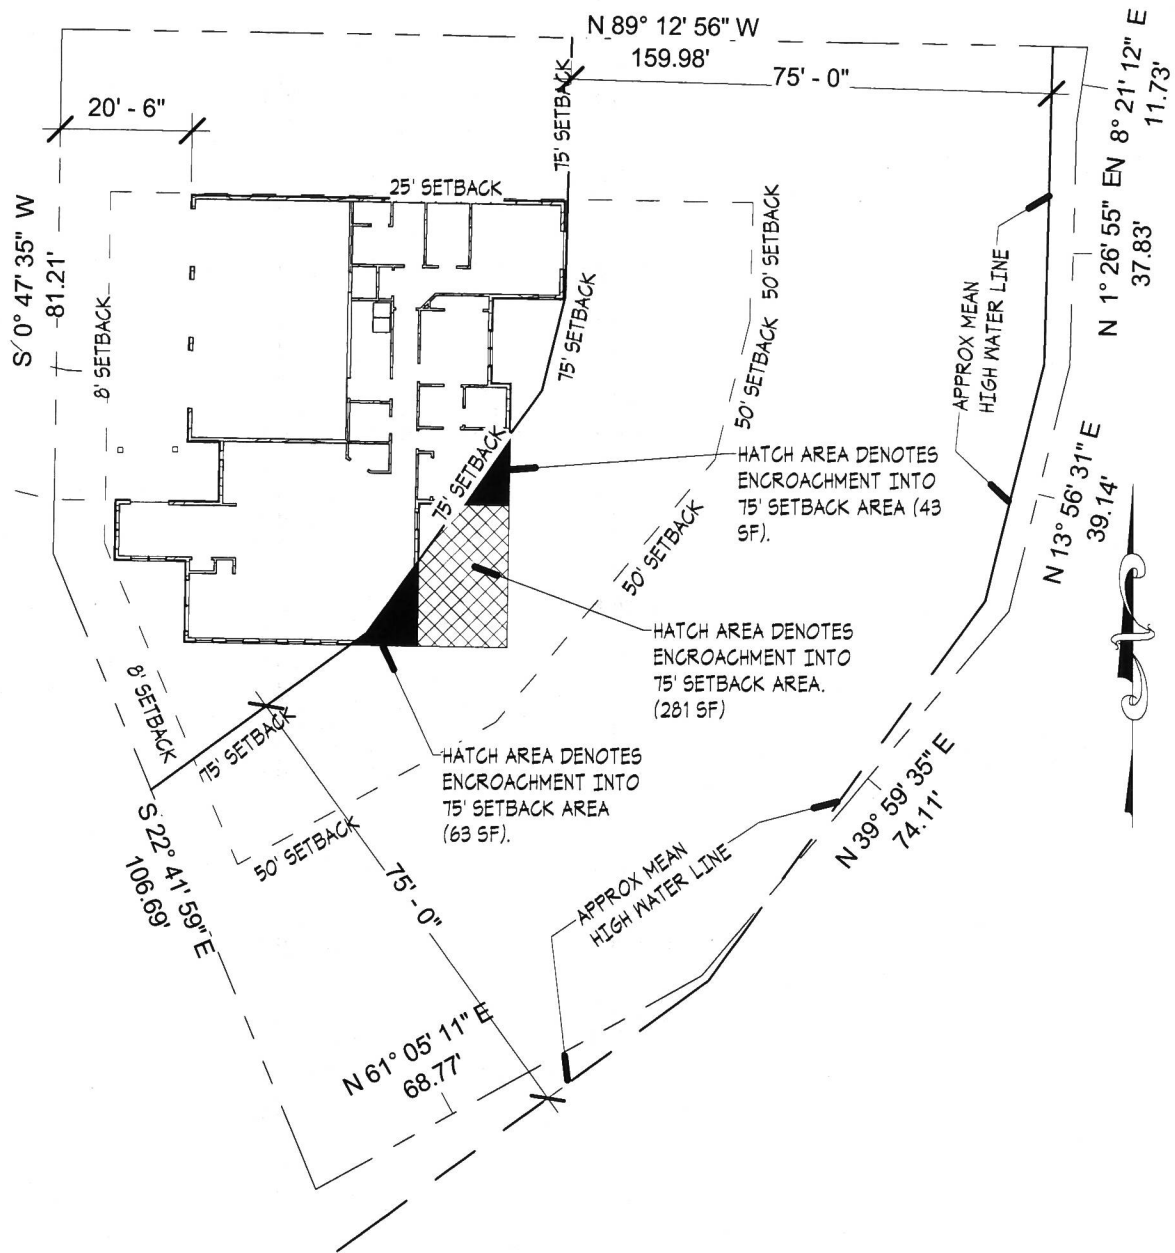 N 89° 12' 56" W
159.98'
75' - 0"
20' - 6"
N 8° 21' 12" E
11.73'
N 1° 26' 55" E
37.83'
75' SETBACK
25' SETBACK
50' SETBACK
S 0° 47' 35" W
81.21'
8' SETBACK
75' SETBACK
50' SETBACK
50' SETBACK
APPROX MEAN
HIGH WATER LINE
75' SETBACK
HATCH AREA DENOTES
ENCROACHMENT INTO
75' SETBACK AREA (43
SF).
N 13° 56' 31" E
39.14'
50' SETBACK
HATCH AREA DENOTES
ENCROACHMENT INTO
75' SETBACK AREA.
(281 SF)
8' SETBACK
75' SETBACK
HATCH AREA DENOTES
ENCROACHMENT INTO
75' SETBACK AREA
(63 SF).
N 39° 59' 35" E
74.11'
50' SETBACK
S 22° 41' 59" E
106.69'
75' - 0"
APPROX MEAN
HIGH WATER LINE
N 61° 05' 11" E
68.77'